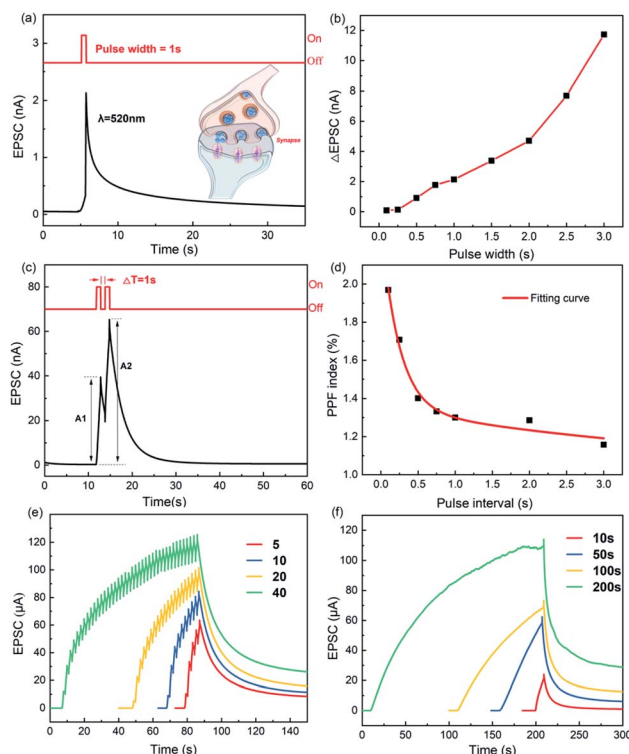 (a)
On
Off
Pulse width = 1s
λ=520nm
Synapse
EPSC (nA)
3
2
1
0
0 10 20 30
Time (s)
(b)
△EPSC (nA)
12
10
8
6
4
2
0
0.0 0.5 1.0 1.5 2.0 2.5 3.0
Pulse width (s)
(c)
△T=1s
On
Off
A1
A2
EPSC (nA)
80
60
40
20
0
0 10 20 30 40 50 60
Time(s)
(d)
Fitting curve
PPF index (%)
2.0
1.8
1.6
1.4
1.2
1.0
0.0 0.5 1.0 1.5 2.0 2.5 3.0
Pulse interval (s)
(e)
5
10
20
40
EPSC (μA)
120
100
80
60
40
20
0
0 20 40 60 80 100 120 140
Time (s)
(f)
10s
50s
100s
200s
EPSC (μA)
120
100
80
60
40
20
0
0 50 100 150 200 250 300
Time (s)